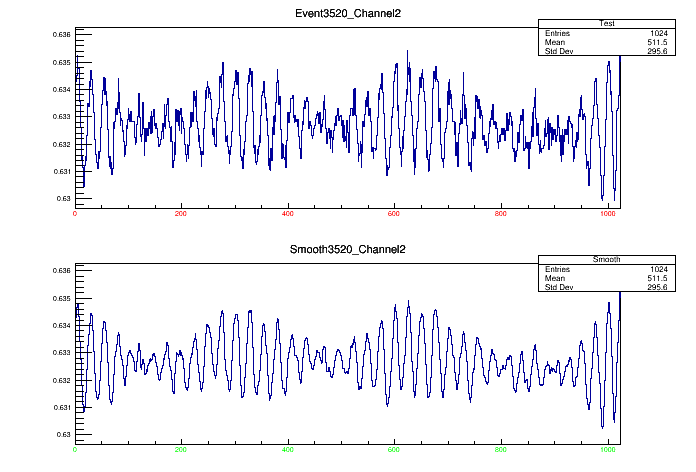 Event3520_Channel2
Test
Entries 1024
Mean 511.5
Std Dev 295.6
0.636
0.635
0.634
0.633
0.632
0.631
0.63
0 200 400 600 800 1000
Smooth3520_Channel2
Smooth
Entries 1024
Mean 511.5
Std Dev 295.6
0.636
0.635
0.634
0.633
0.632
0.631
0.63
0 200 400 600 800 1000